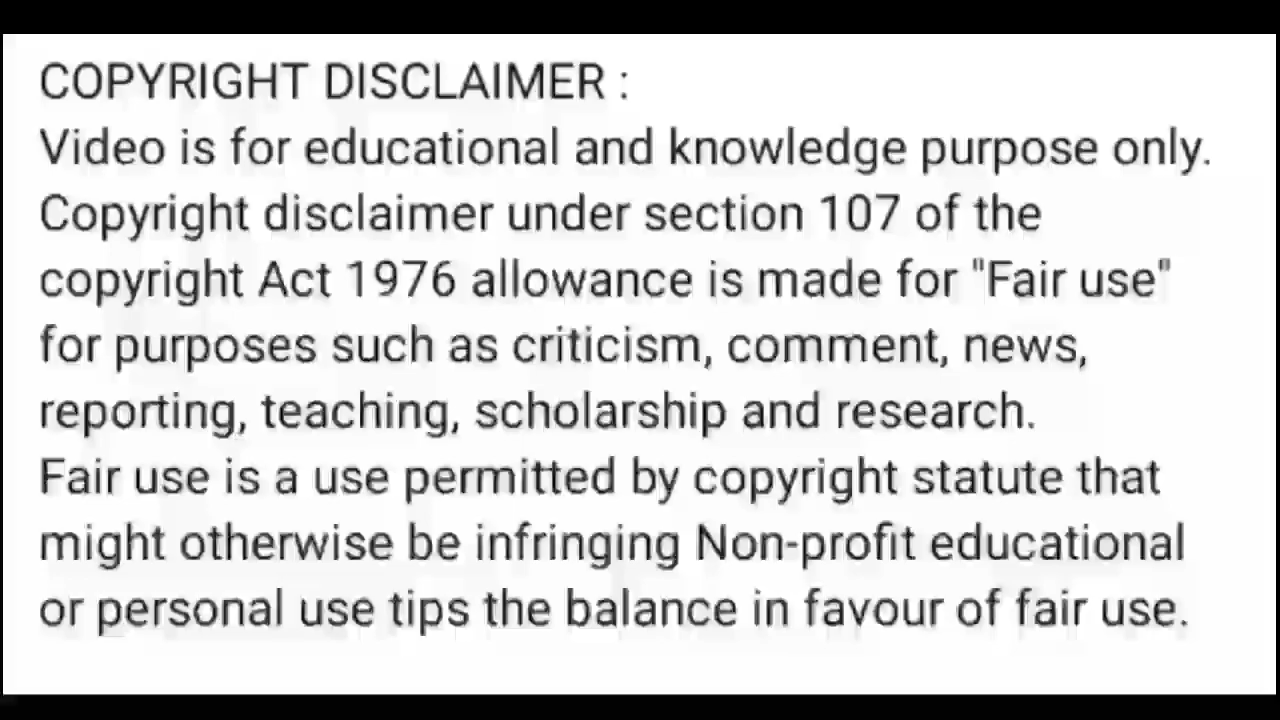 COPYRIGHT DISCLAIMER :
Video is for educational and knowledge purpose only.
Copyright disclaimer under section 107 of the
copyright Act 1976 allowance is made for "Fair use"
for purposes such as criticism, comment, news,
reporting, teaching, scholarship and research.
Fair use is a use permitted by copyright statute that
might otherwise be infringing Non-profit educational
or personal use tips the balance in favour of fair use.